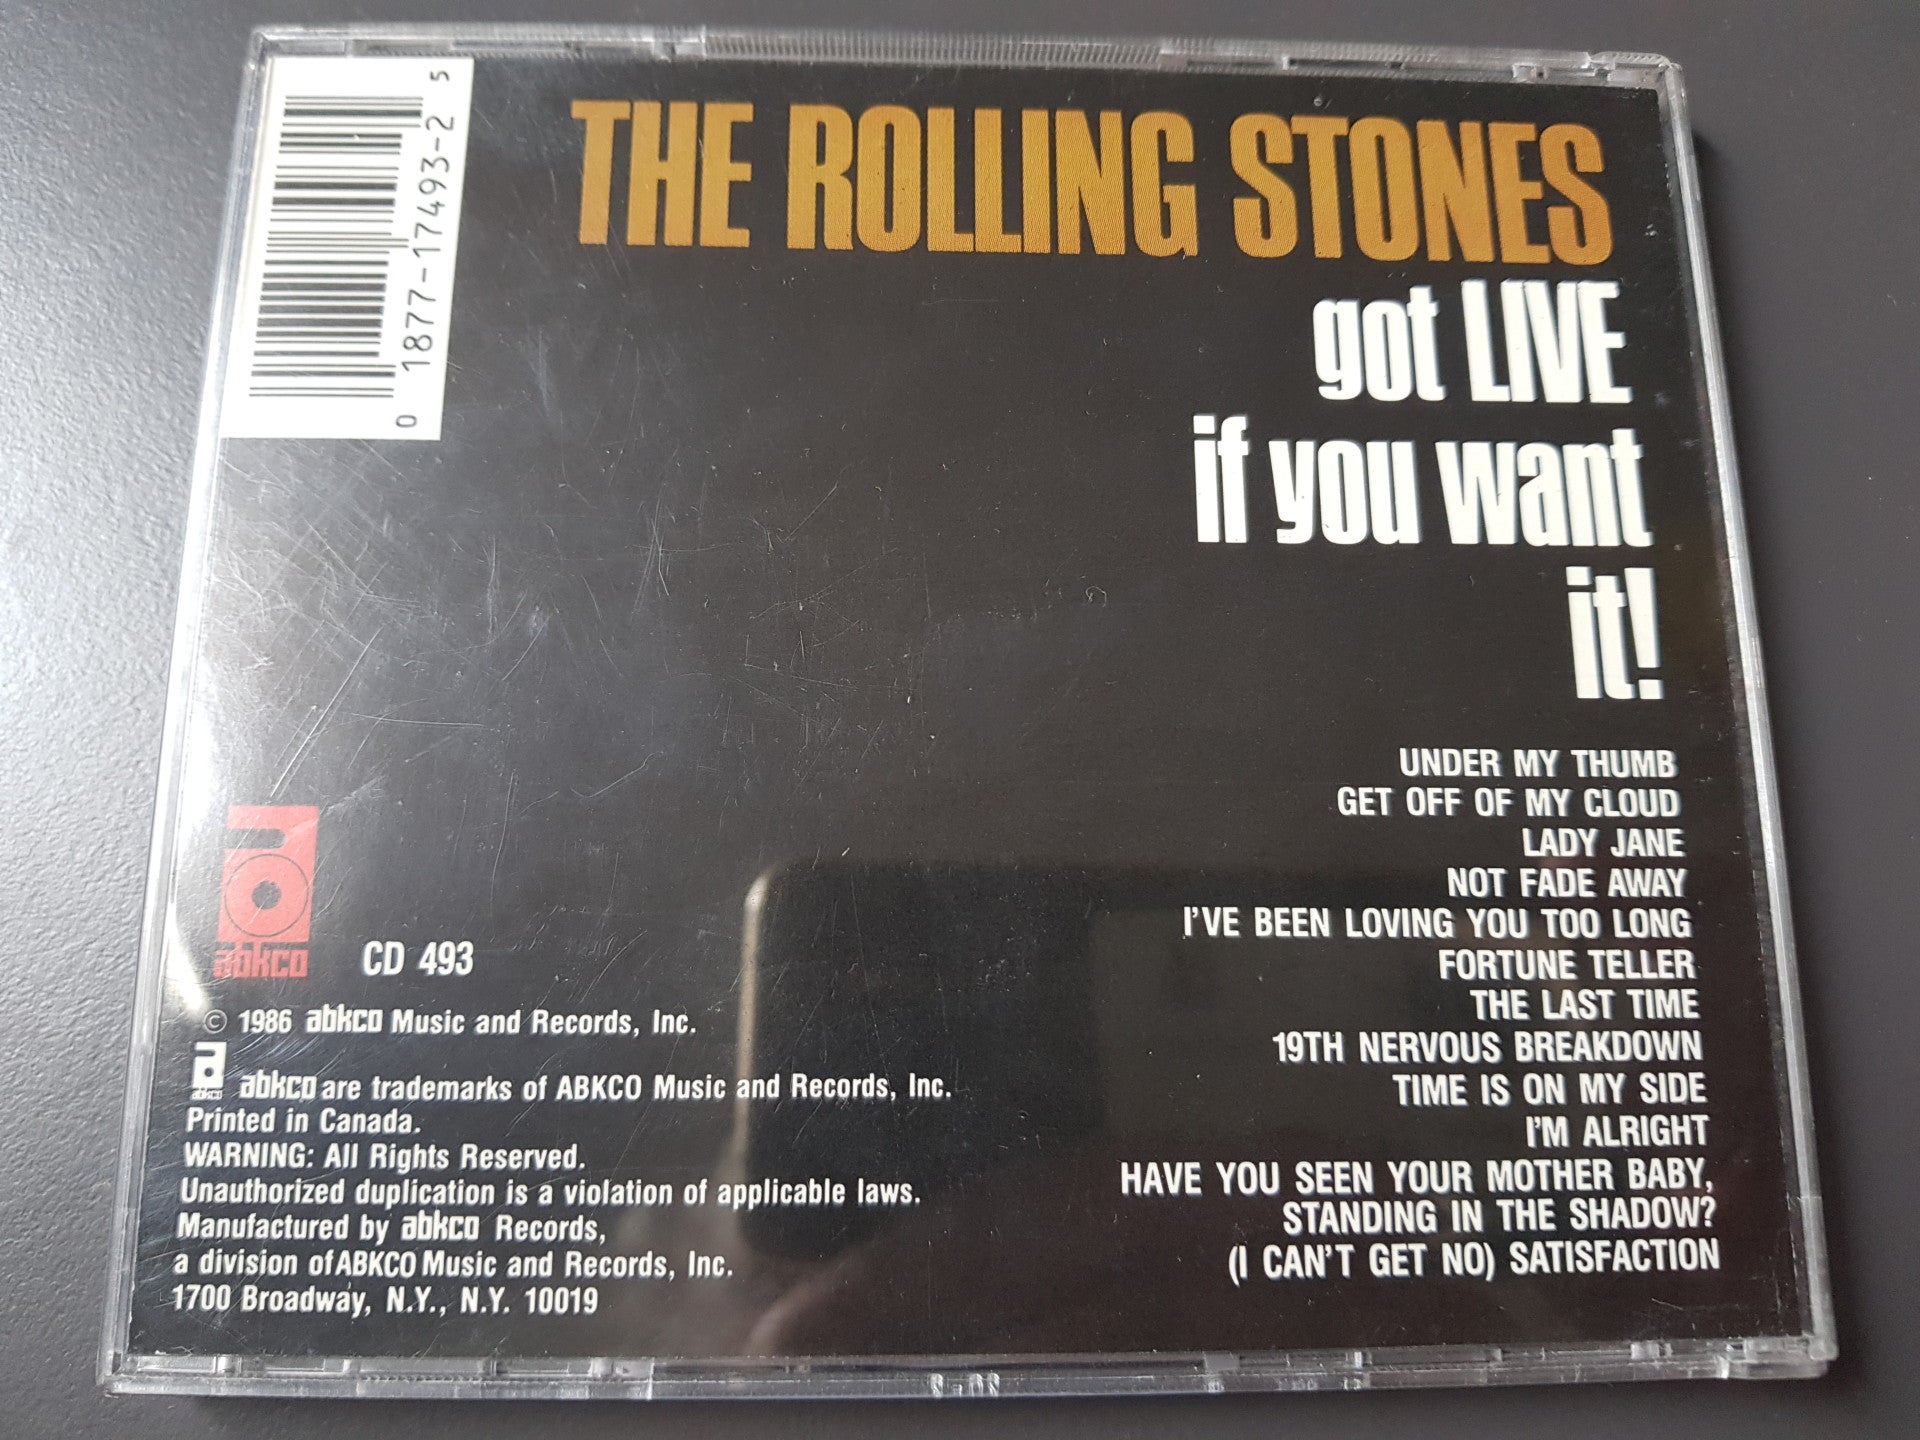 0 1877-17493-2 5
THE ROLLING STONES
got LIVE
if you want
it!
UNDER MY THUMB
GET OFF OF MY CLOUD
LADY JANE
NOT FADE AWAY
I'VE BEEN LOVING YOU TOO LONG
FORTUNE TELLER
THE LAST TIME
19TH NERVOUS BREAKDOWN
TIME IS ON MY SIDE
I'M ALRIGHT
HAVE YOU SEEN YOUR MOTHER BABY,
STANDING IN THE SHADOW?
(I CAN'T GET NO) SATISFACTION
abkco
CD 493
© 1986 abkco Music and Records, Inc.
a abkco abkco are trademarks of ABKCO Music and Records, Inc.
Printed in Canada.
WARNING: All Rights Reserved.
Unauthorized duplication is a violation of applicable laws.
Manufactured by abkco Records,
a division of ABKCO Music and Records, Inc.
1700 Broadway, N.Y., N.Y. 10019